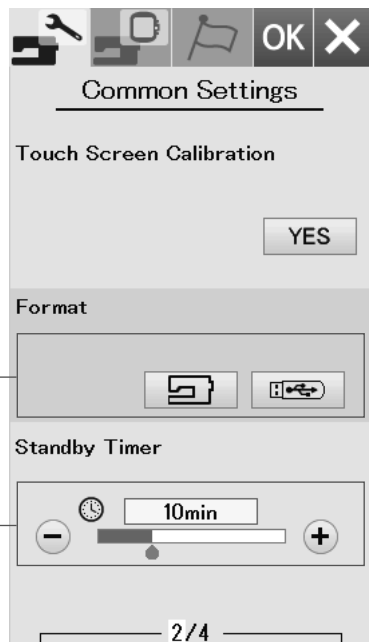 OK
Common Settings
Touch Screen Calibration
YES
Format
Standby Timer
10min
2/4